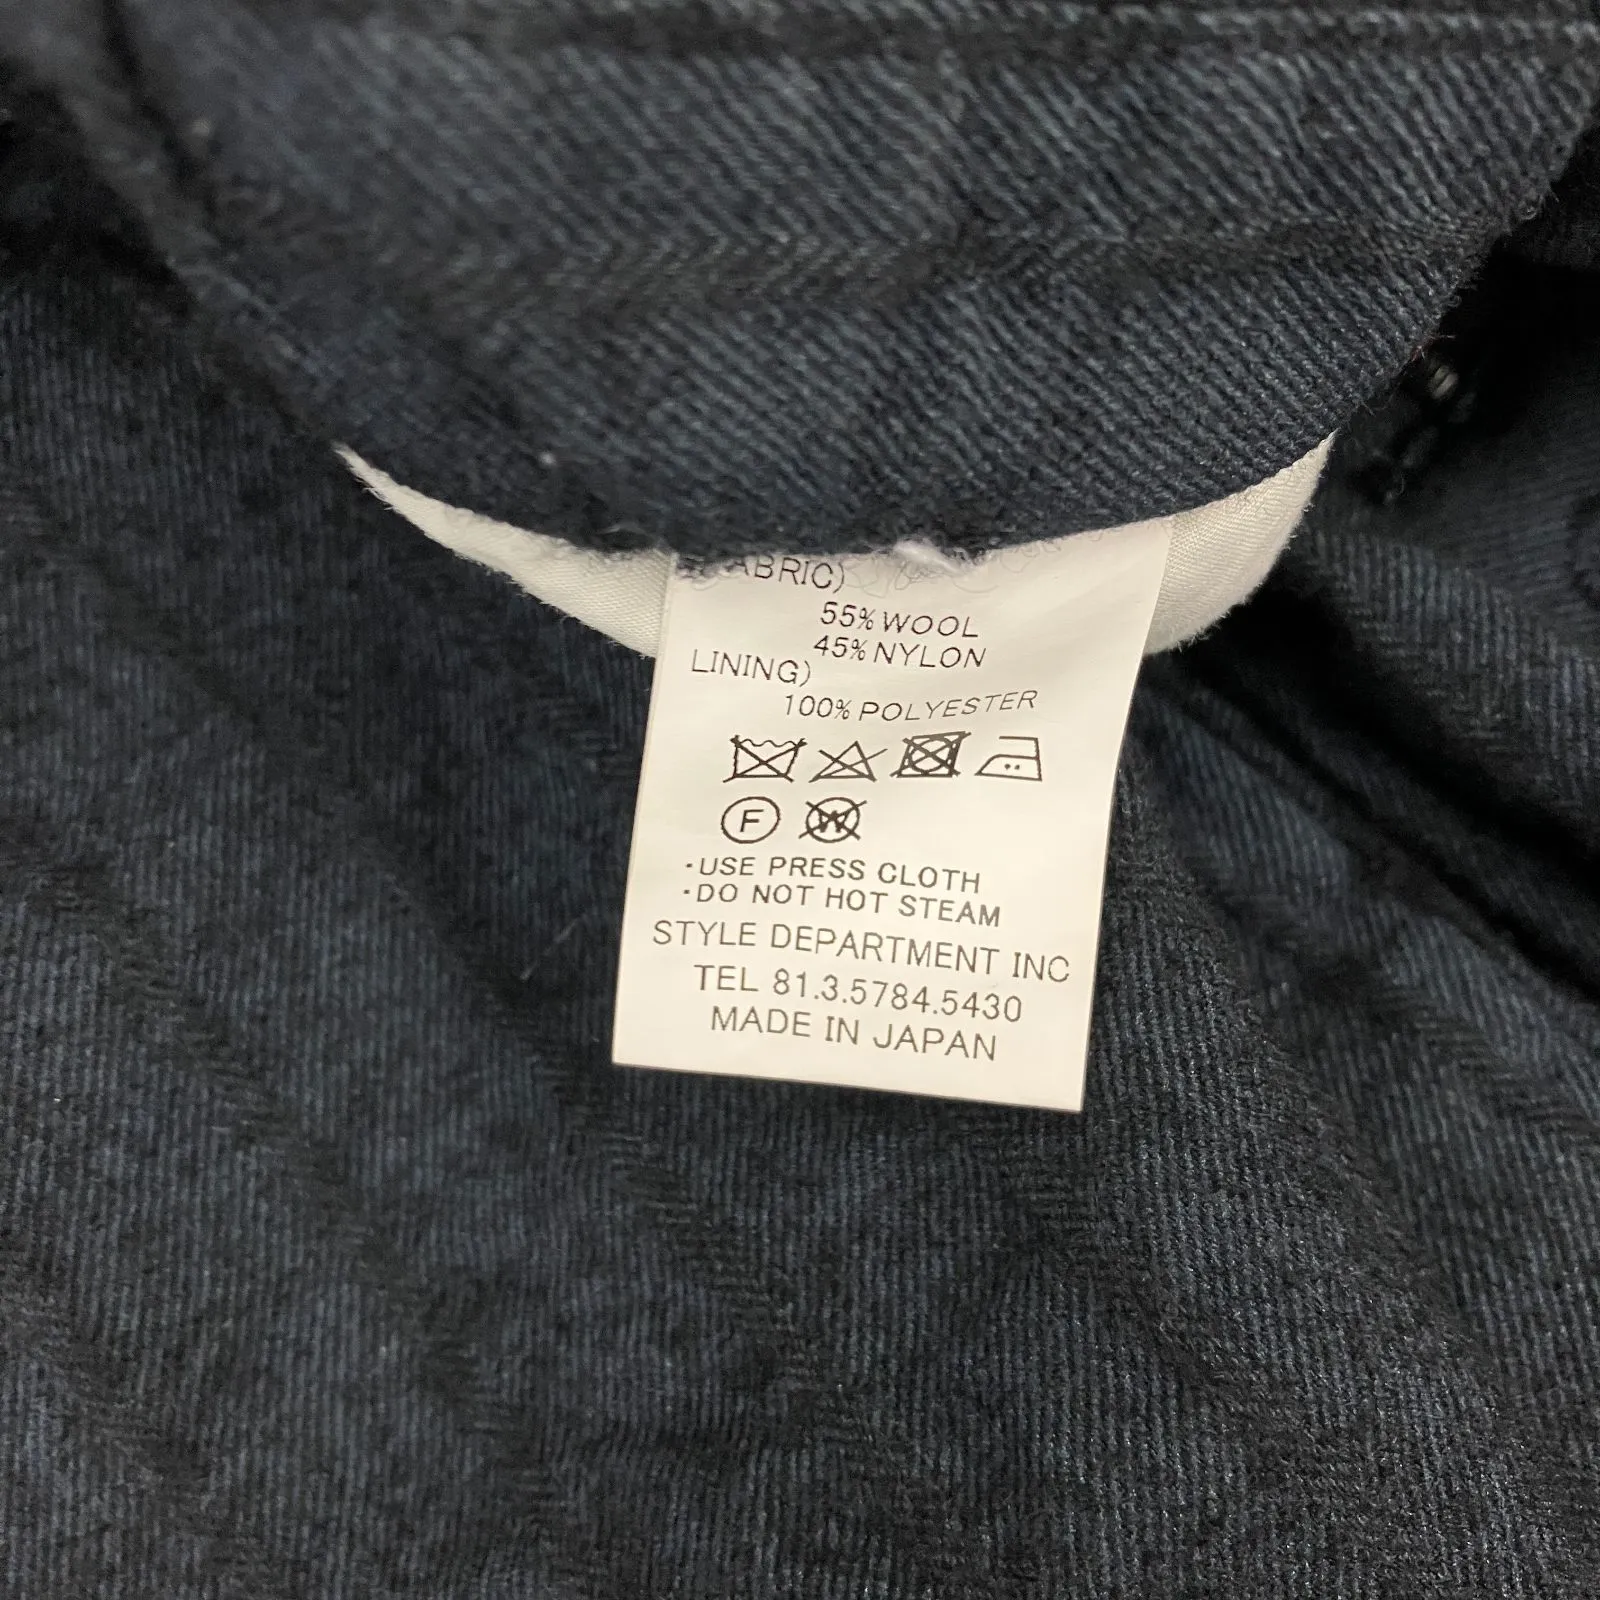 FABRIC)
55% WOOL
45% NYLON
LINING)
100% POLYESTER
F W
·USE PRESS CLOTH
·DO NOT HOT STEAM
STYLE DEPARTMENT INC
TEL 81.3.5784.5430
MADE IN JAPAN